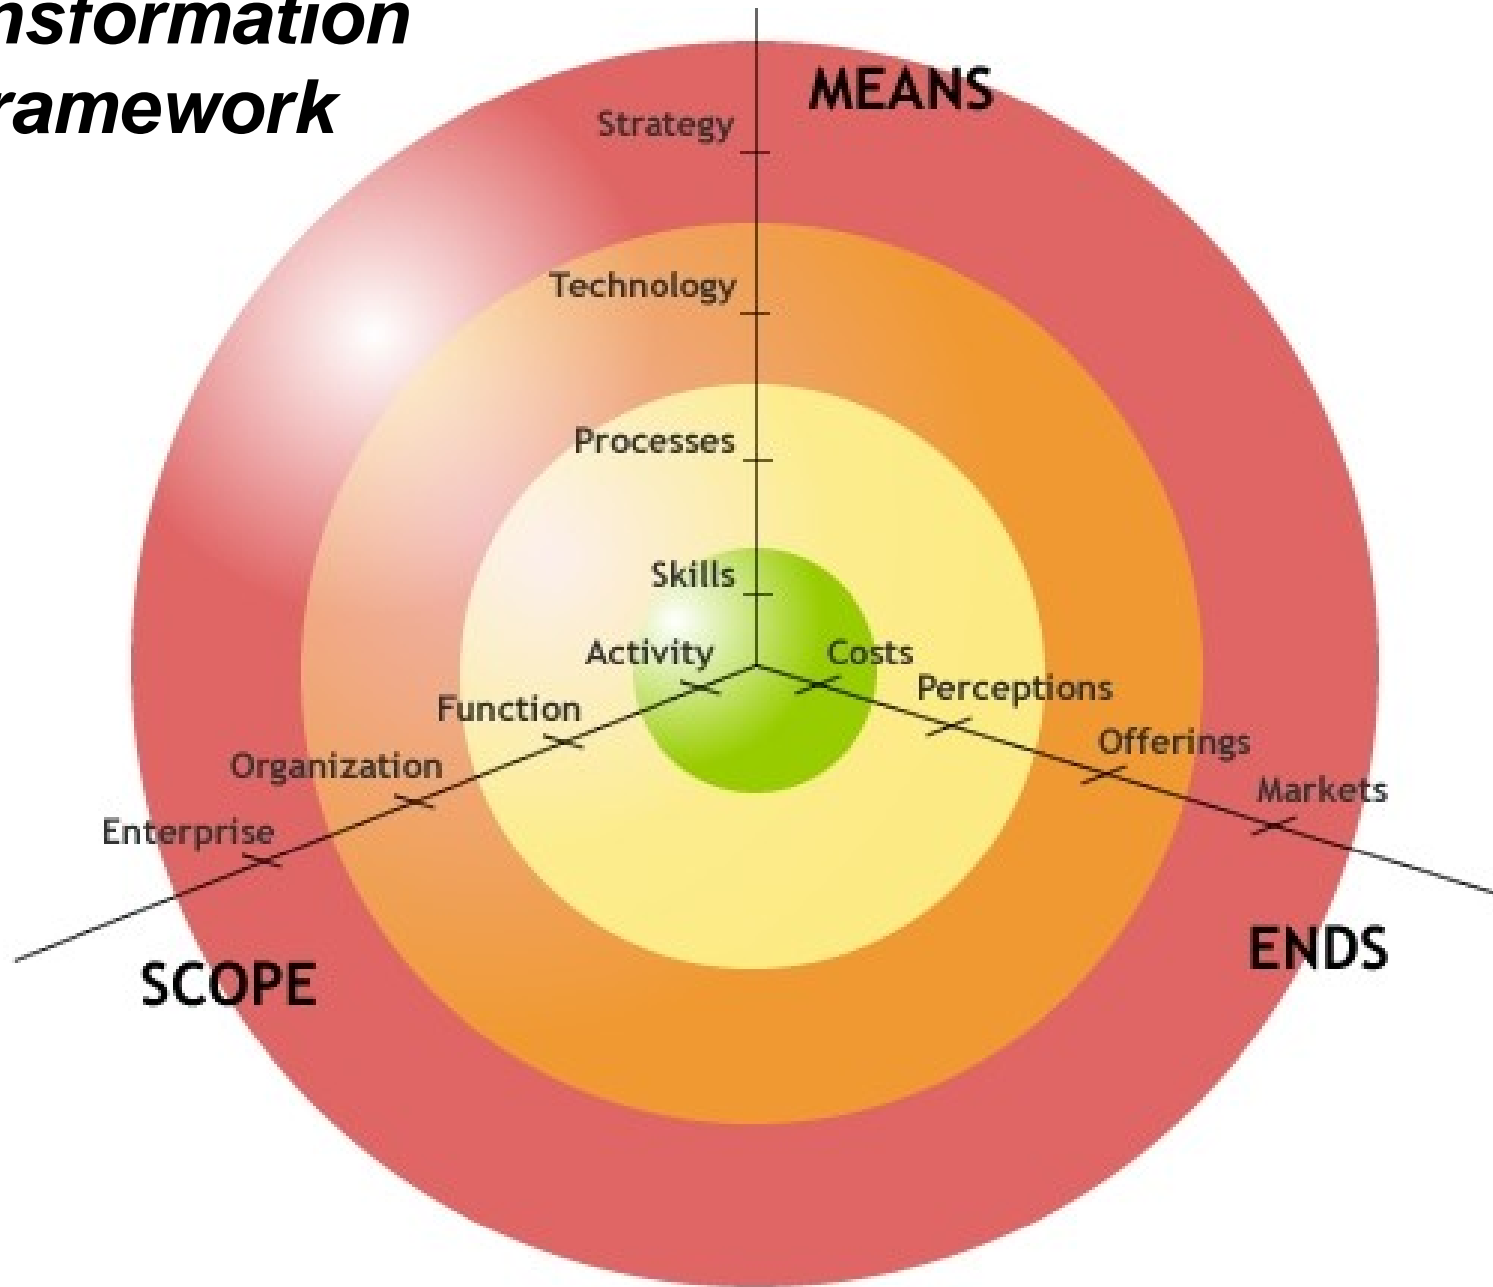 nsformation
ramework
MEANS
Strategy
Technology
Processes
Skills
Activity
Costs
Function
Perceptions
Organization
Offerings
Enterprise
Markets
SCOPE
ENDS